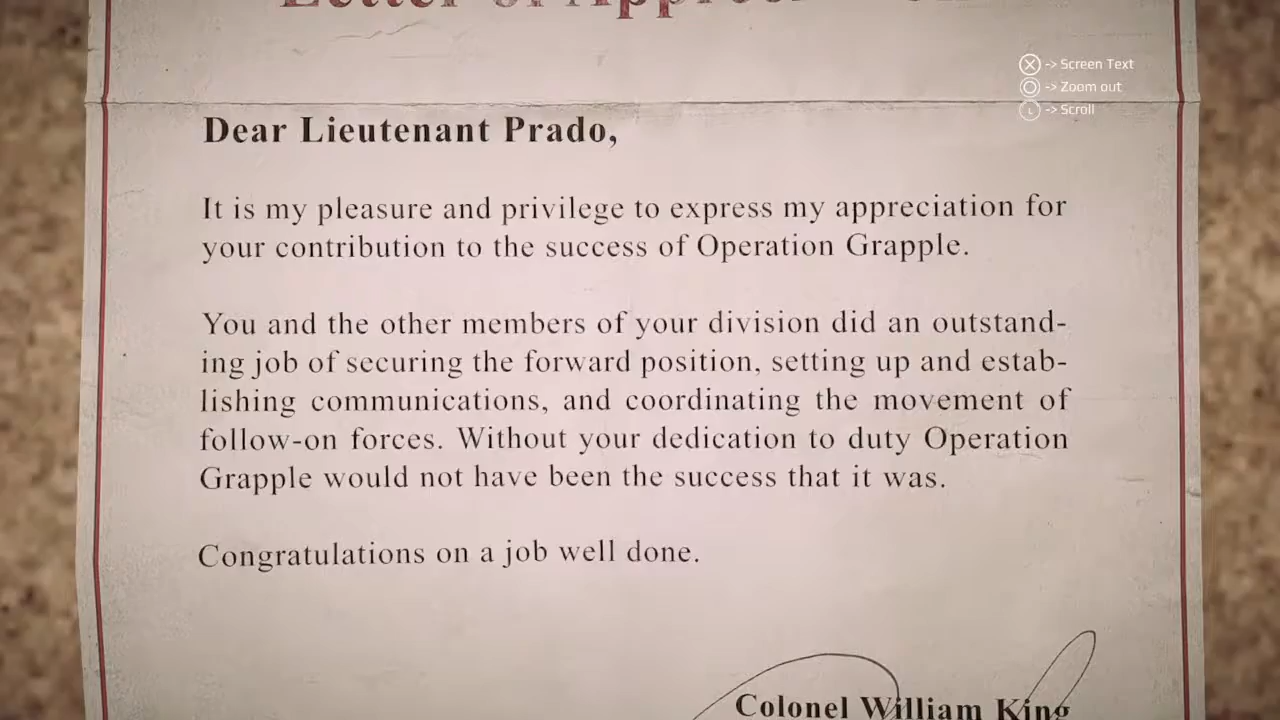 Letter of Appreciation
-> Screen Text
-> Zoom out
L -> Scroll
Dear Lieutenant Prado,
It is my pleasure and privilege to express my appreciation for
your contribution to the success of Operation Grapple.
You and the other members of your division did an outstand-
ing job of securing the forward position, setting up and estab-
lishing communications, and coordinating the movement of
follow-on forces. Without your dedication to duty Operation
Grapple would not have been the success that it was.
Congratulations on a job well done.
Colonel William King